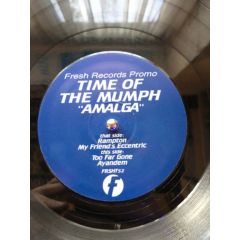 Fresh Records Promo
TIME OF
THE MUMPH
"AMALGA"
that side:
Rampton
My Friend's Eccentric
this side:
Too Far Gone
Ayandem
FRSHT52
f